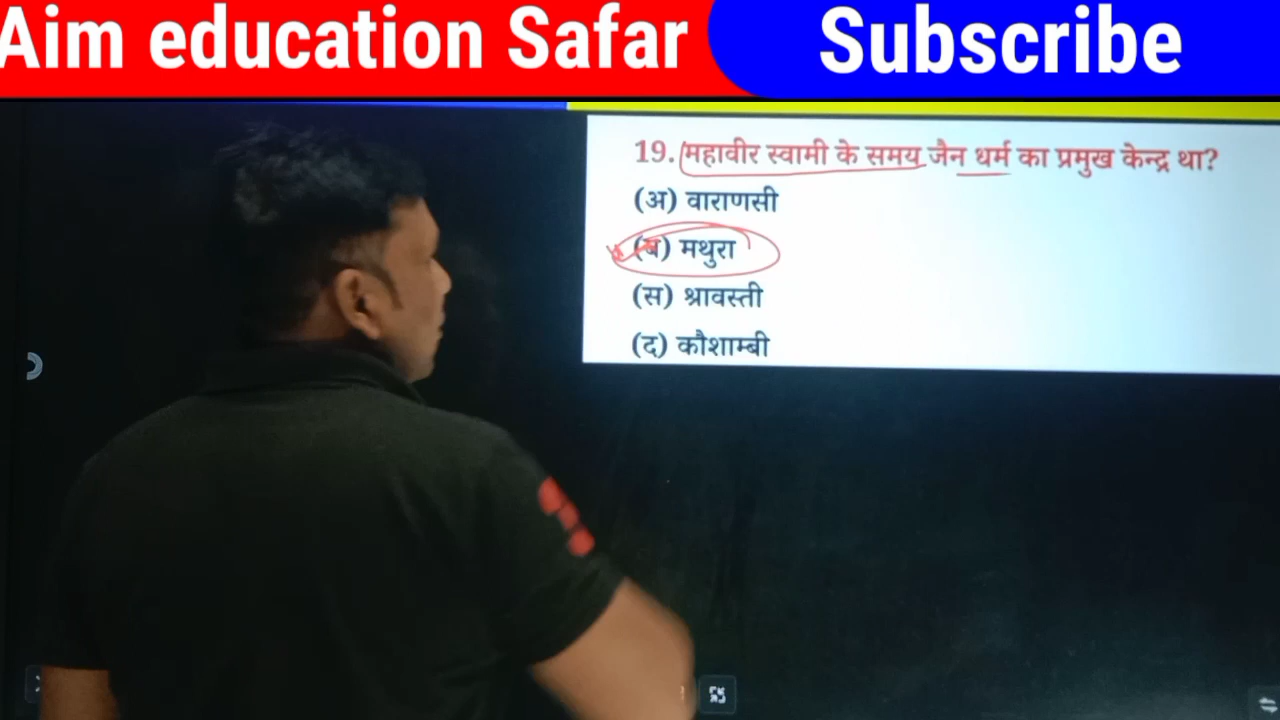 Aim education Safar
Subscribe
19. महावीर स्वामी के समय जैन धर्म का प्रमुख केन्द्र था?
(अ) वाराणसी
(ब) मथुरा
(स) श्रावस्ती
(द) कौशाम्बी